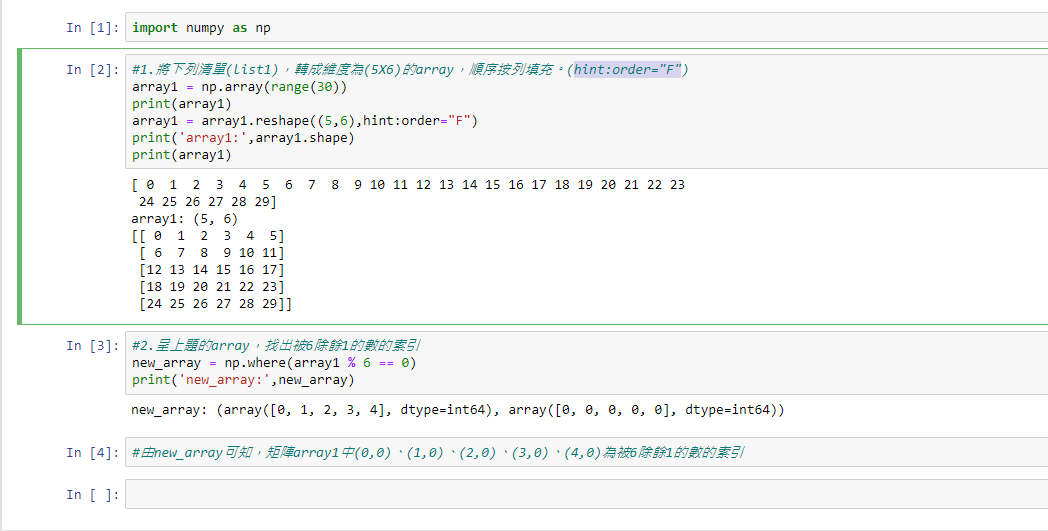 In [1]: import numpy as np
In [2]: #1.將下列清單(list1)，轉成維度為(5X6)的array，順序按列填充。(hint:order="F")
array1 = np.array(range(30))
print(array1)
array1 = array1.reshape((5,6),hint:order="F")
print('array1:',array1.shape)
print(array1)
[ 0  1  2  3  4  5  6  7  8  9 10 11 12 13 14 15 16 17 18 19 20 21 22 23
 24 25 26 27 28 29]
array1: (5, 6)
[[ 0  1  2  3  4  5]
 [ 6  7  8  9 10 11]
 [12 13 14 15 16 17]
 [18 19 20 21 22 23]
 [24 25 26 27 28 29]]
In [3]: #2.呈上題的array，找出被6除餘1的數的索引
new_array = np.where(array1 % 6 == 0)
print('new_array:',new_array)
new_array: (array([0, 1, 2, 3, 4], dtype=int64), array([0, 0, 0, 0, 0], dtype=int64))
In [4]: #由new_array可知，矩陣array1中(0,0)、(1,0)、(2,0)、(3,0)、(4,0)為被6除餘1的數的索引
In [ ]: